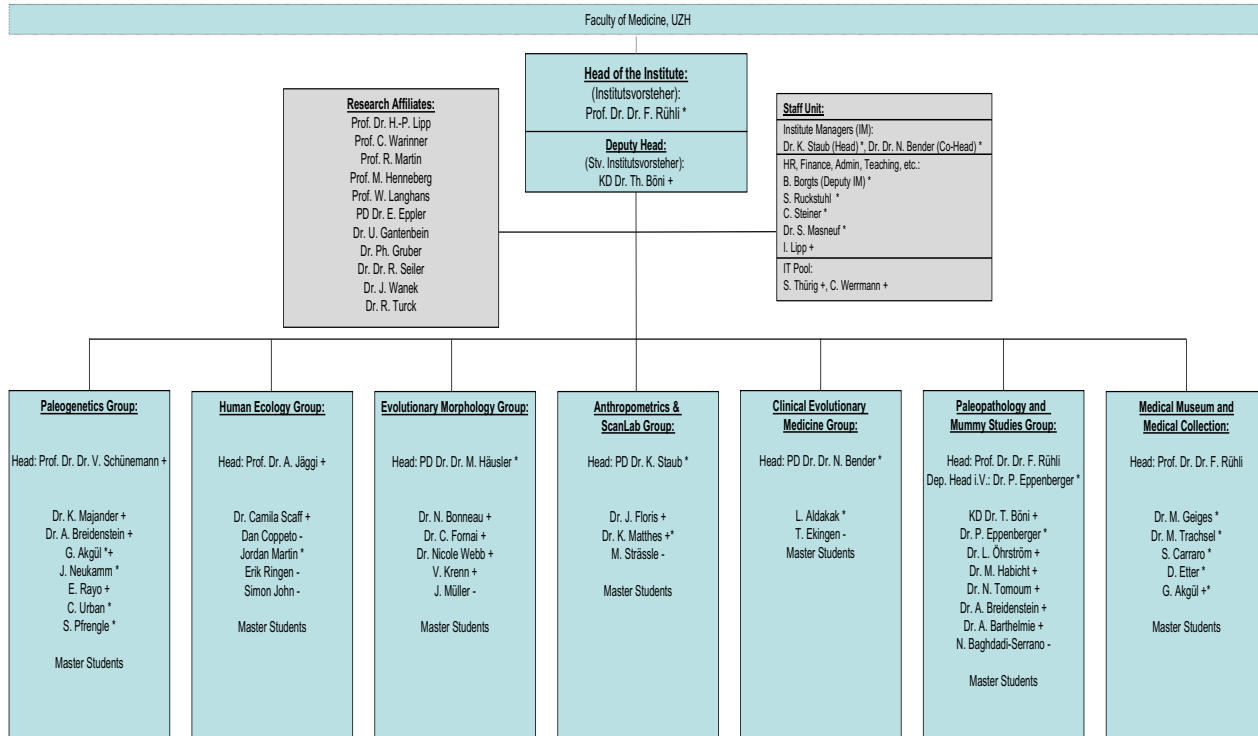 Faculty of Medicine, UZH
Head of the Institute:
(Institutsvorsteher):
Prof. Dr. Dr. F. Rühli *
Deputy Head:
(Stv. Institutsvorsteher):
KD Dr. Th. Böni +
Research Affiliates:
Prof. Dr. H.-P. Lipp
Prof. C. Warinner
Prof. R. Martin
Prof. M. Henneberg
Prof. W. Langhans
PD Dr. E. Eppler
Dr. U. Gantenbein
Dr. Ph. Gruber
Dr. Dr. R. Seiler
Dr. J. Wanek
Dr. R. Turck
Staff Unit:
Institute Managers (IM):
Dr. K. Staub (Head) *, Dr. Dr. N. Bender (Co-Head) *
HR, Finance, Admin, Teaching, etc.:
B. Borgts (Deputy IM) *
S. Ruckstuhl *
C. Steiner *
Dr. S. Masneuf *
I. Lipp +
IT Pool:
S. Thürig +, C. Werrmann +
Paleogenetics Group:
Head: Prof. Dr. Dr. V. Schünemann +
Dr. K. Majander +
Dr. A. Breidenstein +
G. Akgül *+
J. Neukamm *
E. Rayo +
C. Urban *
S. Pfrengle *
Master Students
Human Ecology Group:
Head: Prof. Dr. A. Jäggi +
Dr. Camila Scaff +
Dan Coppeto -
Jordan Martin *
Erik Ringen -
Simon John -
Master Students
Evolutionary Morphology Group:
Head: PD Dr. Dr. M. Häusler *
Dr. N. Bonneau +
Dr. C. Fornai +
Dr. Nicole Webb +
V. Krenn +
J. Müller -
Master Students
Anthropometrics &
ScanLab Group:
Head: PD Dr. K. Staub *
Dr. J. Floris +
Dr. K. Matthes +*
M. Strässle -
Master Students
Clinical Evolutionary
Medicine Group:
Head: PD Dr. Dr. N. Bender *
L. Aldakak *
T. Ekingen -
Master Students
Paleopathology and
Mummy Studies Group:
Head: Prof. Dr. Dr. F. Rühli
Dep. Head i.V.: Dr. P. Eppenberger *
KD Dr. T. Böni +
Dr. P. Eppenberger *
Dr. L. Öhrström +
Dr. M. Habicht +
Dr. N. Tomoum +
Dr. A. Breidenstein +
Dr. A. Barthelmie +
N. Baghdadi-Serrano -
Master Students
Medical Museum and
Medical Collection:
Head: Prof. Dr. Dr. F. Rühli
Dr. M. Geiges *
Dr. M. Trachsel *
S. Carraro *
D. Etter *
G. Akgül +*
Master Students